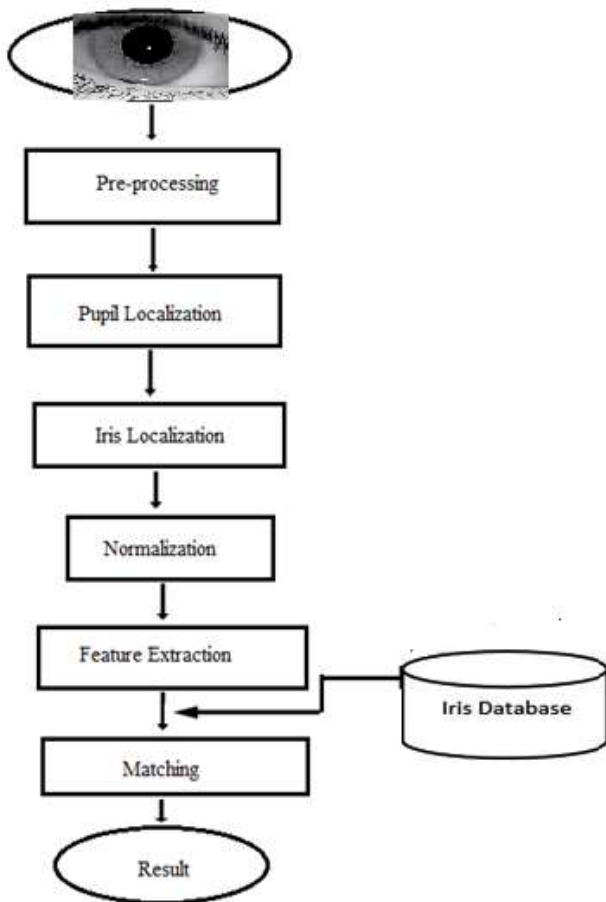 Pre-processing
Pupil Localization
Iris Localization
Normalization
Feature Extraction
Iris Database
Matching
Result